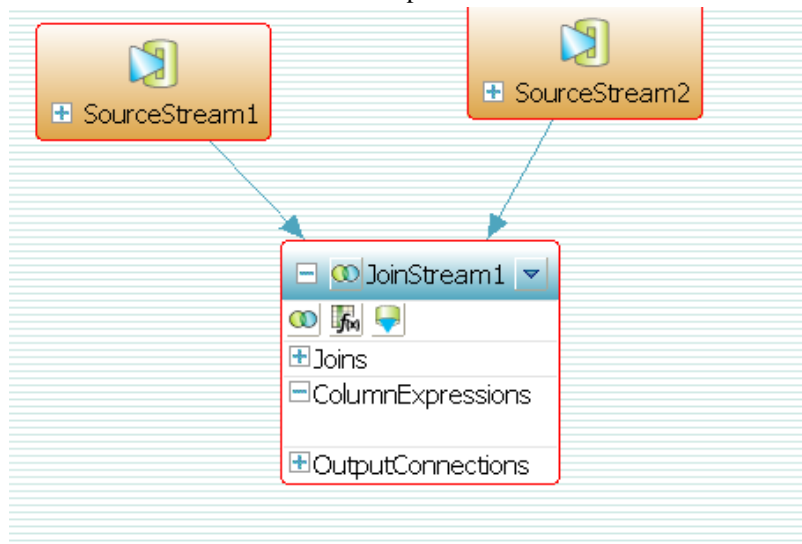 SourceStream1
SourceStream2
JoinStream1
f(x)
Joins
ColumnExpressions
OutputConnections